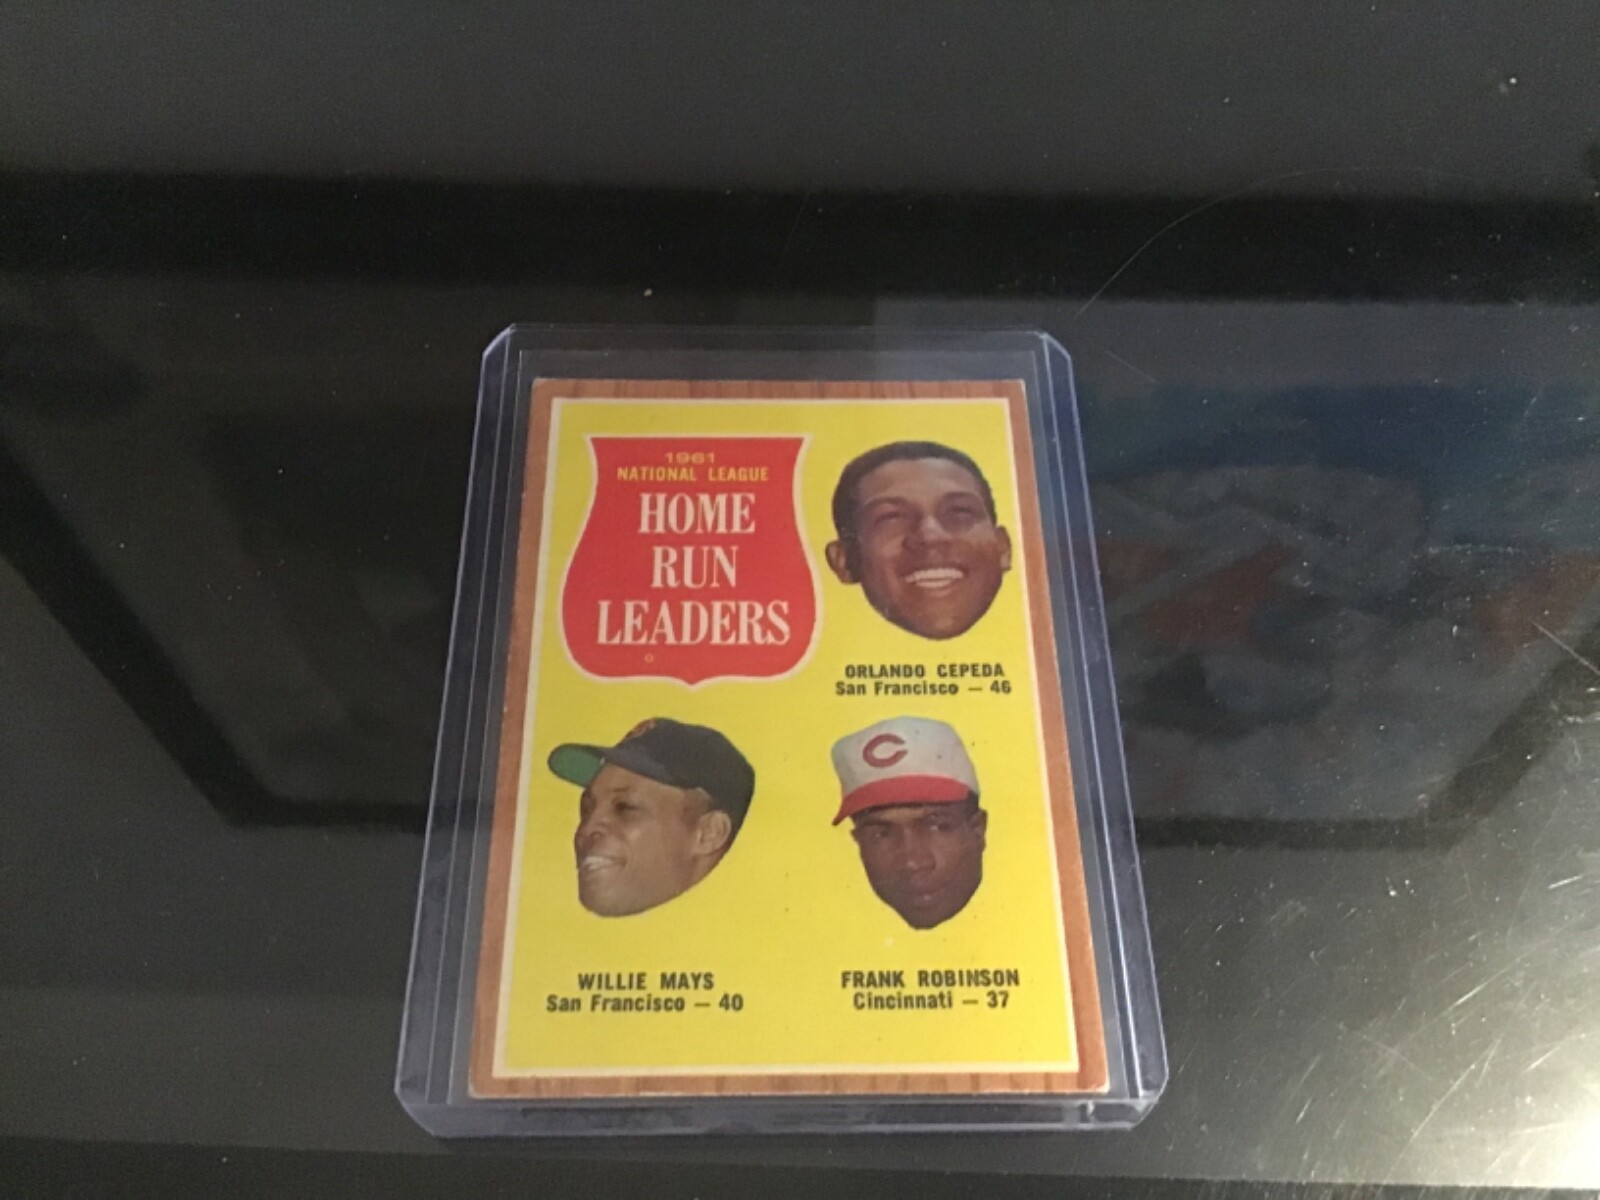 1961
NATIONAL LEAGUE
HOME
RUN
LEADERS
ORLANDO CEPEDA
San Francisco — 46
WILLIE MAYS
San Francisco — 40
C
FRANK ROBINSON
Cincinnati — 37